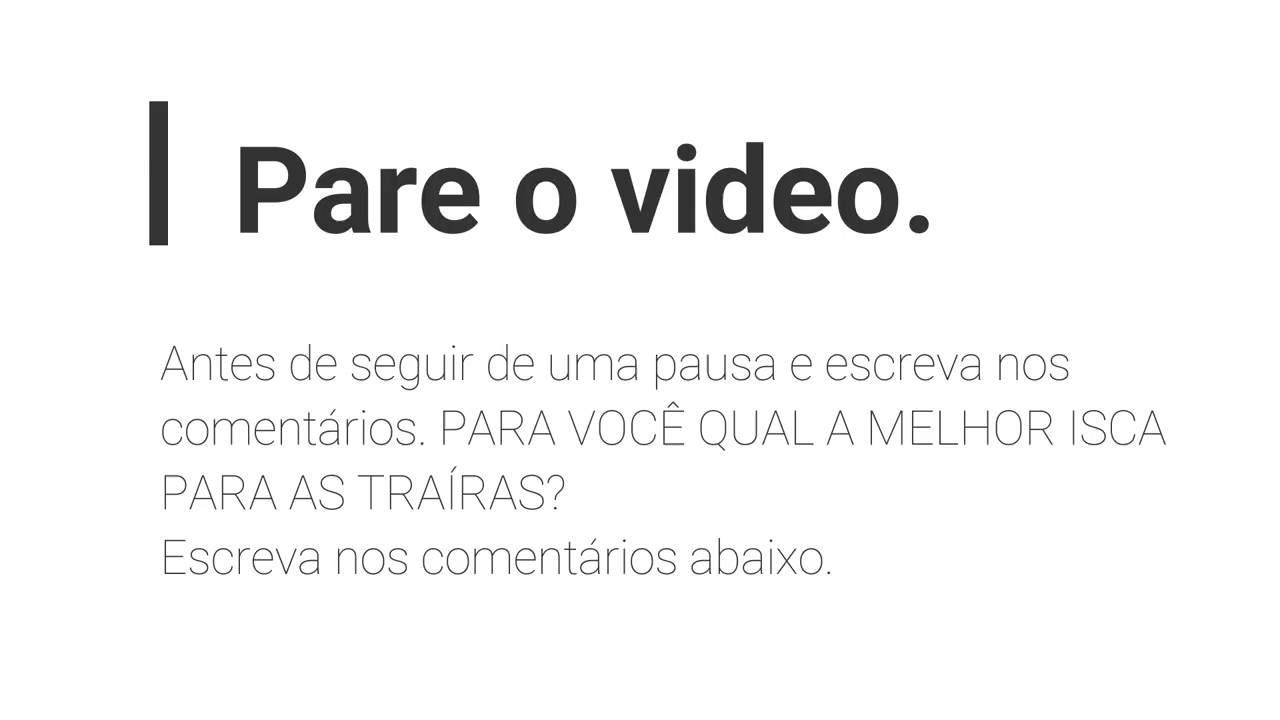 Pare o video.
Antes de seguir de uma pausa e escreva nos
comentários. PARA VOCÊ QUAL A MELHOR ISCA
PARA AS TRAÍRAS?
Escreva nos comentários abaixo.